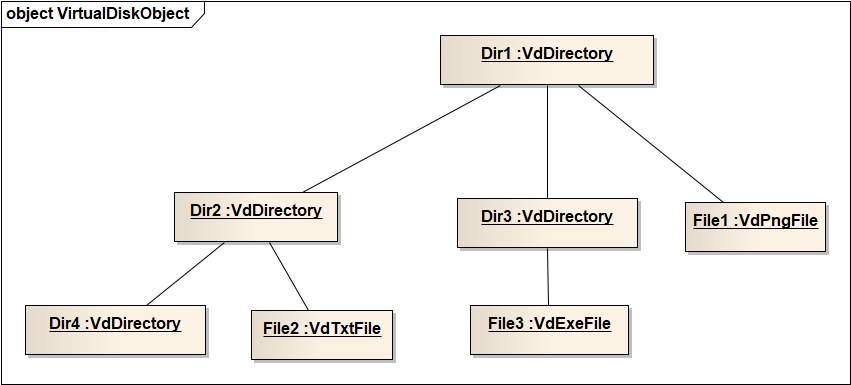 object VirtualDiskObject
Dir1 :VdDirectory
Dir2 :VdDirectory
Dir3 :VdDirectory
File1 :VdPngFile
Dir4 :VdDirectory
File2 :VdTxtFile
File3 :VdExeFile